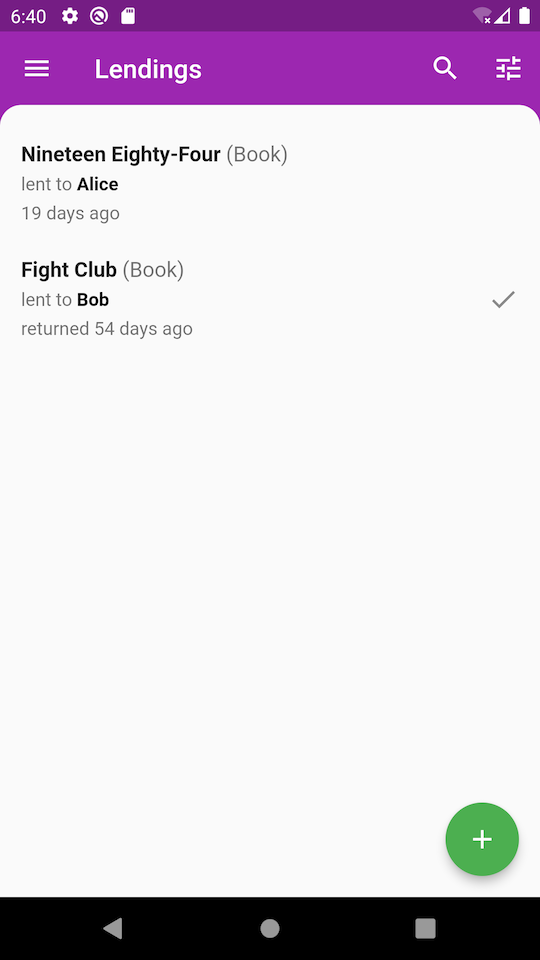 6:40
Lendings
Nineteen Eighty-Four (Book)
lent to Alice
19 days ago
Fight Club (Book)
lent to Bob
returned 54 days ago